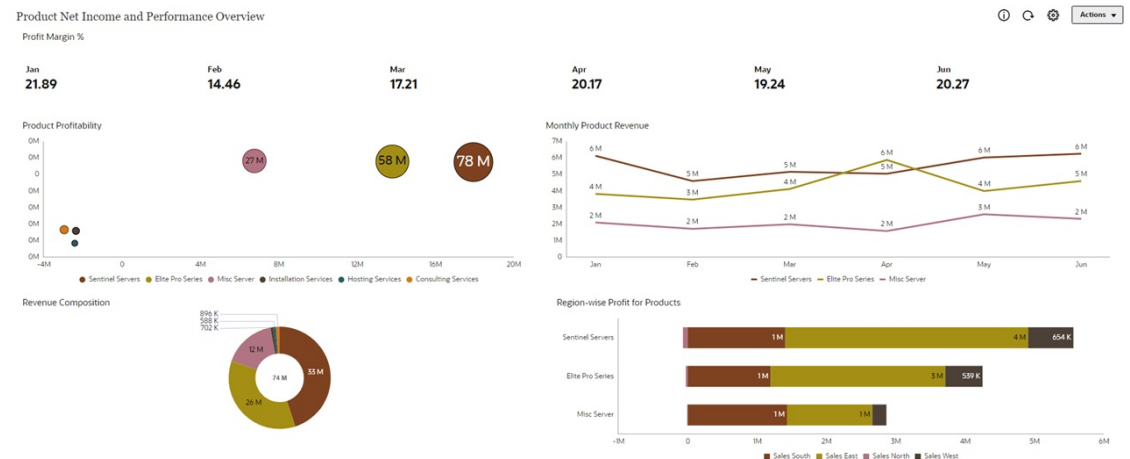 Product Net Income and Performance Overview
Actions
Profit Margin %
Jan Feb Mar Apr May Jun
21.89 14.46 17.21 20.17 19.24 20.27
Product Profitability
0M
0M
0
0M
0M
0M
0M
0M
27 M 58 M 78 M
-4M 0 4M 8M 12M 16M 20M
Sentinel Servers Elite Pro Series Misc Server Installation Services Hosting Services Consulting Services
Monthly Product Revenue
7M
6M
5M
4M
3M
2M
1M
0
6 M 5 M 5 M 5 M 6 M 6 M
4 M 3 M 4 M 6 M 4 M 5 M
2 M 2 M 2 M 2 M 3 M 2 M
Jan Feb Mar Apr May Jun
Sentinel Servers Elite Pro Series Misc Server
Revenue Composition
896 K
588 K
702 K
12 M
33 M
74 M
26 M
Region-wise Profit for Products
Sentinel Servers 1 M 4 M 654 K
Elite Pro Series 1 M 3 M 539 K
Misc Server 1 M 1 M
-1M 0 1M 2M 3M 4M 5M 6M
Sales South Sales East Sales North Sales West